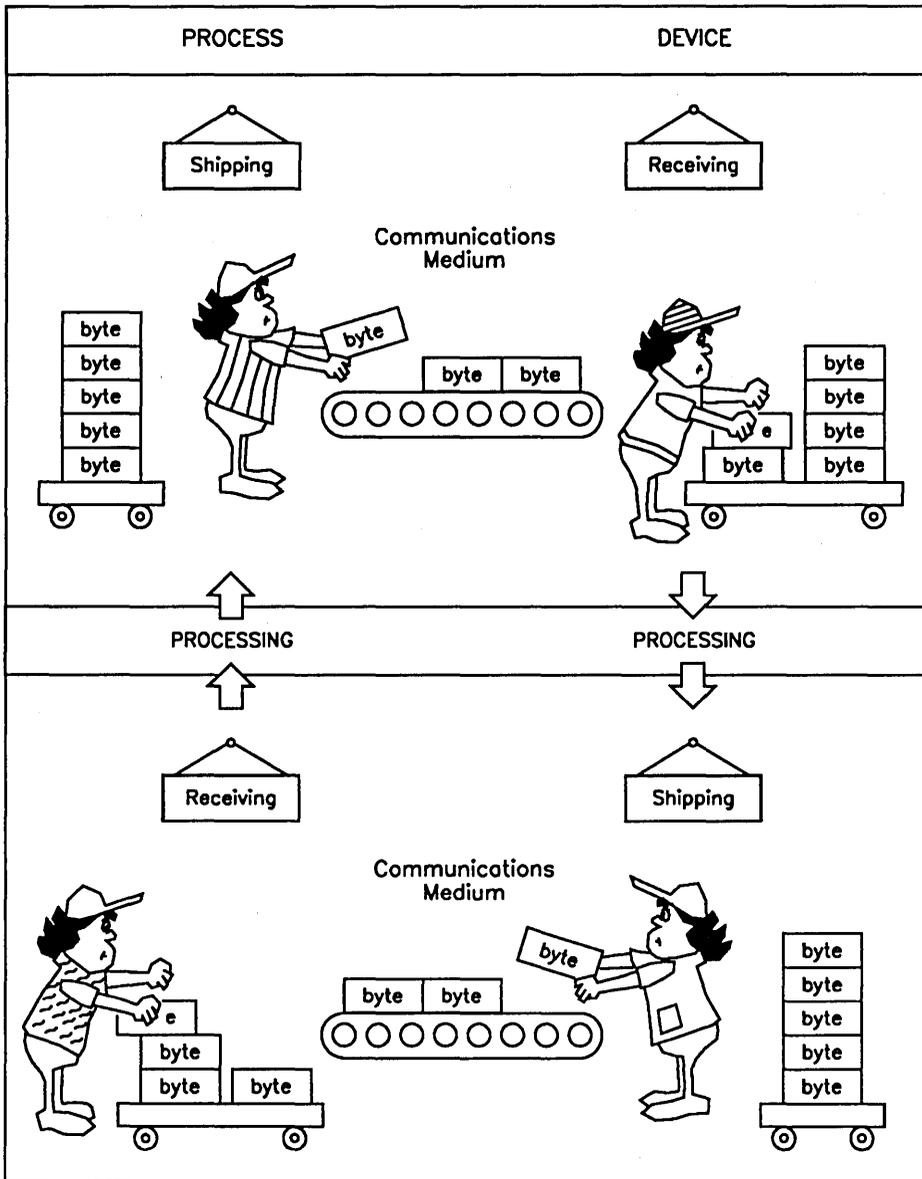 PROCESS DEVICE
Shipping Receiving
Communications
Medium
byte
byte
byte
byte
byte
byte
byte
byte byte
e
byte
byte
byte
byte
byte
PROCESSING PROCESSING
Receiving Shipping
Communications
Medium
e
byte
byte byte
byte byte
byte
byte
byte
byte
byte
byte